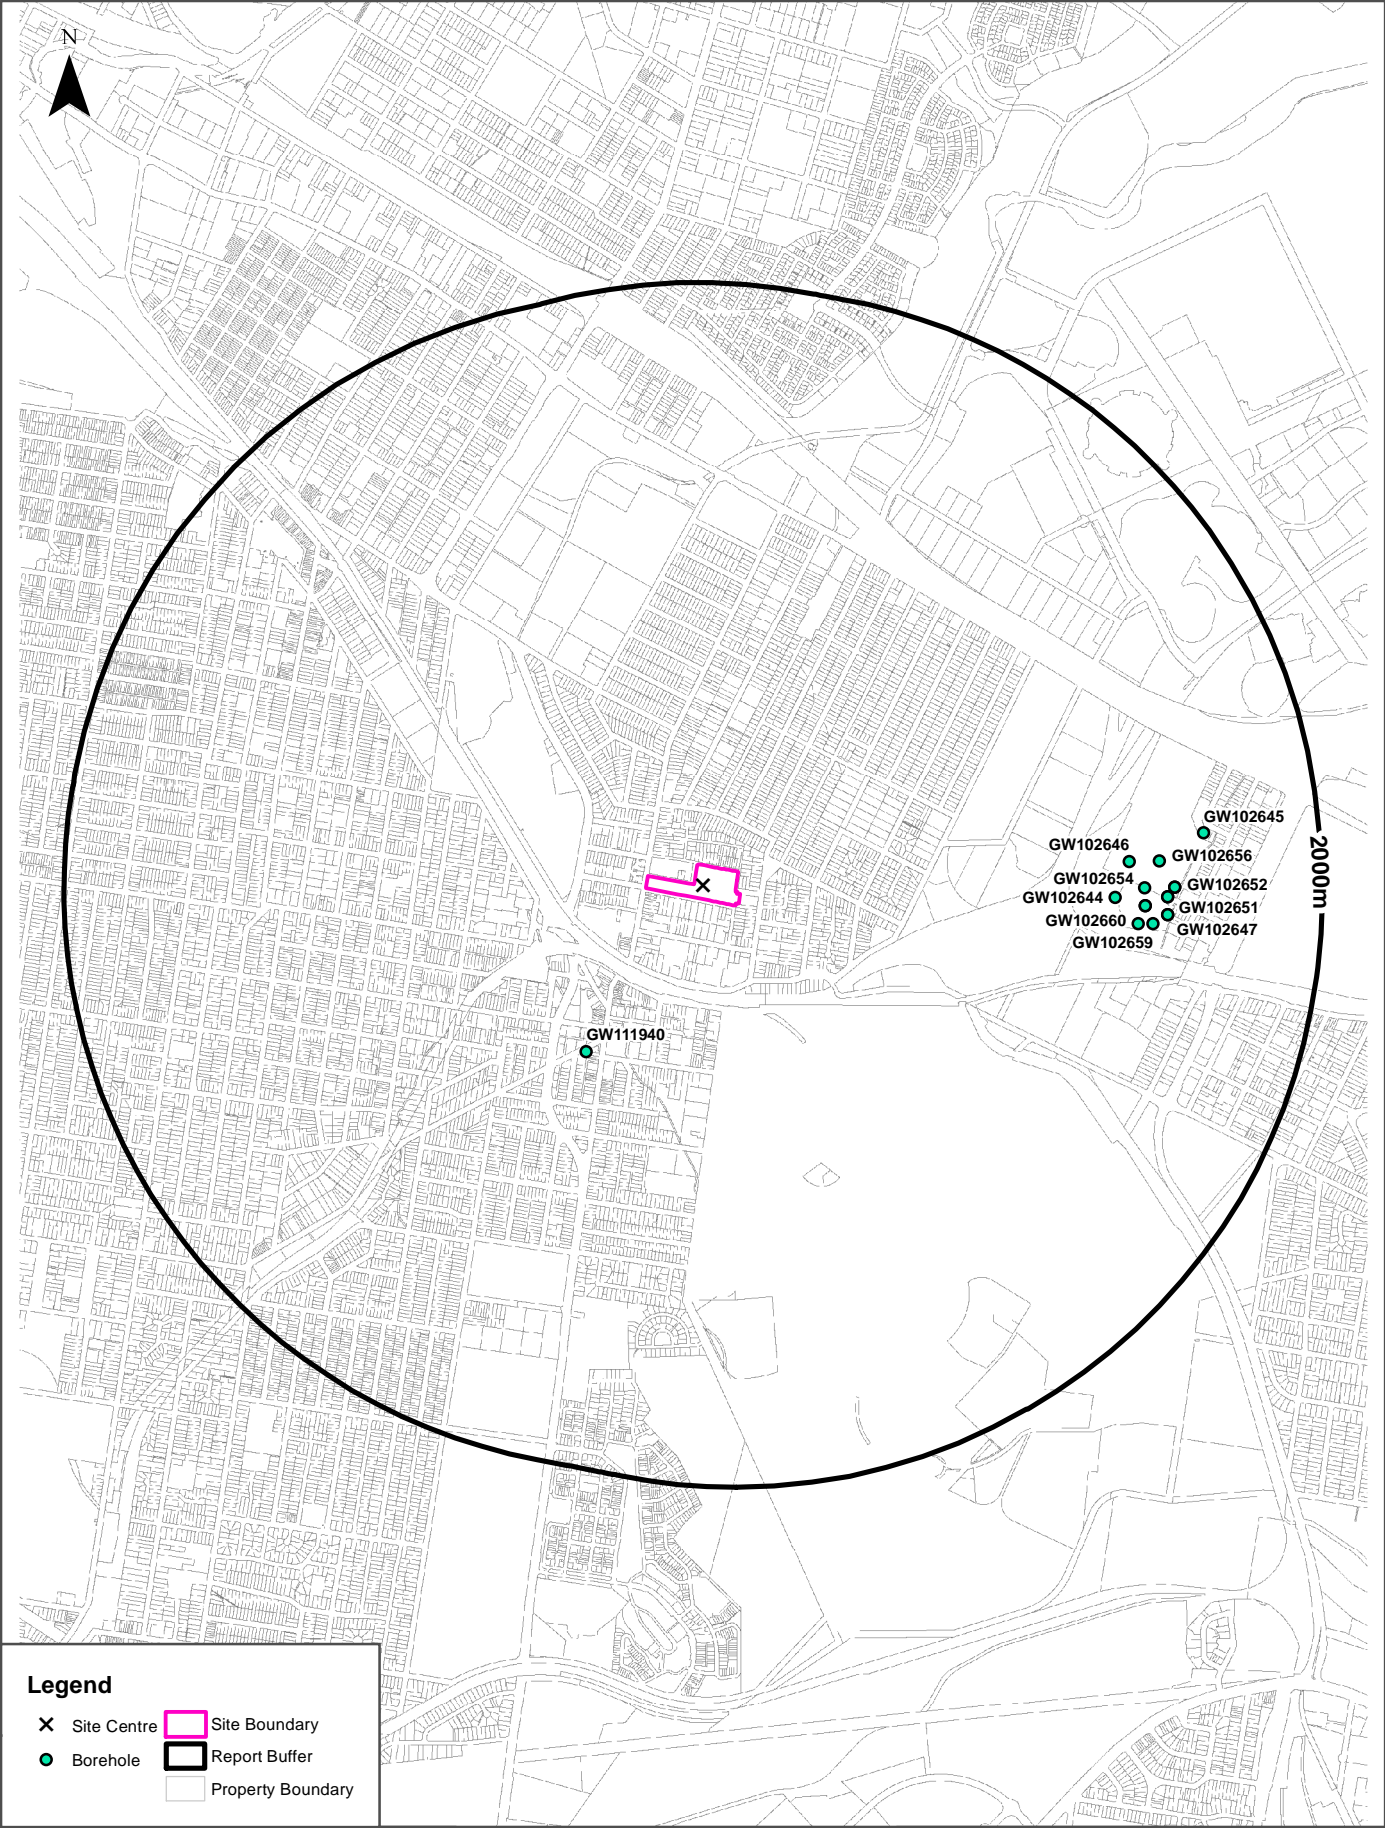 N
GW102645
GW102646
GW102656
GW102654
GW102652
GW102644
GW102651
GW102660
GW102647
GW102659
2000m
GW111940
Legend
Site Centre
Site Boundary
Borehole
Report Buffer
Property Boundary